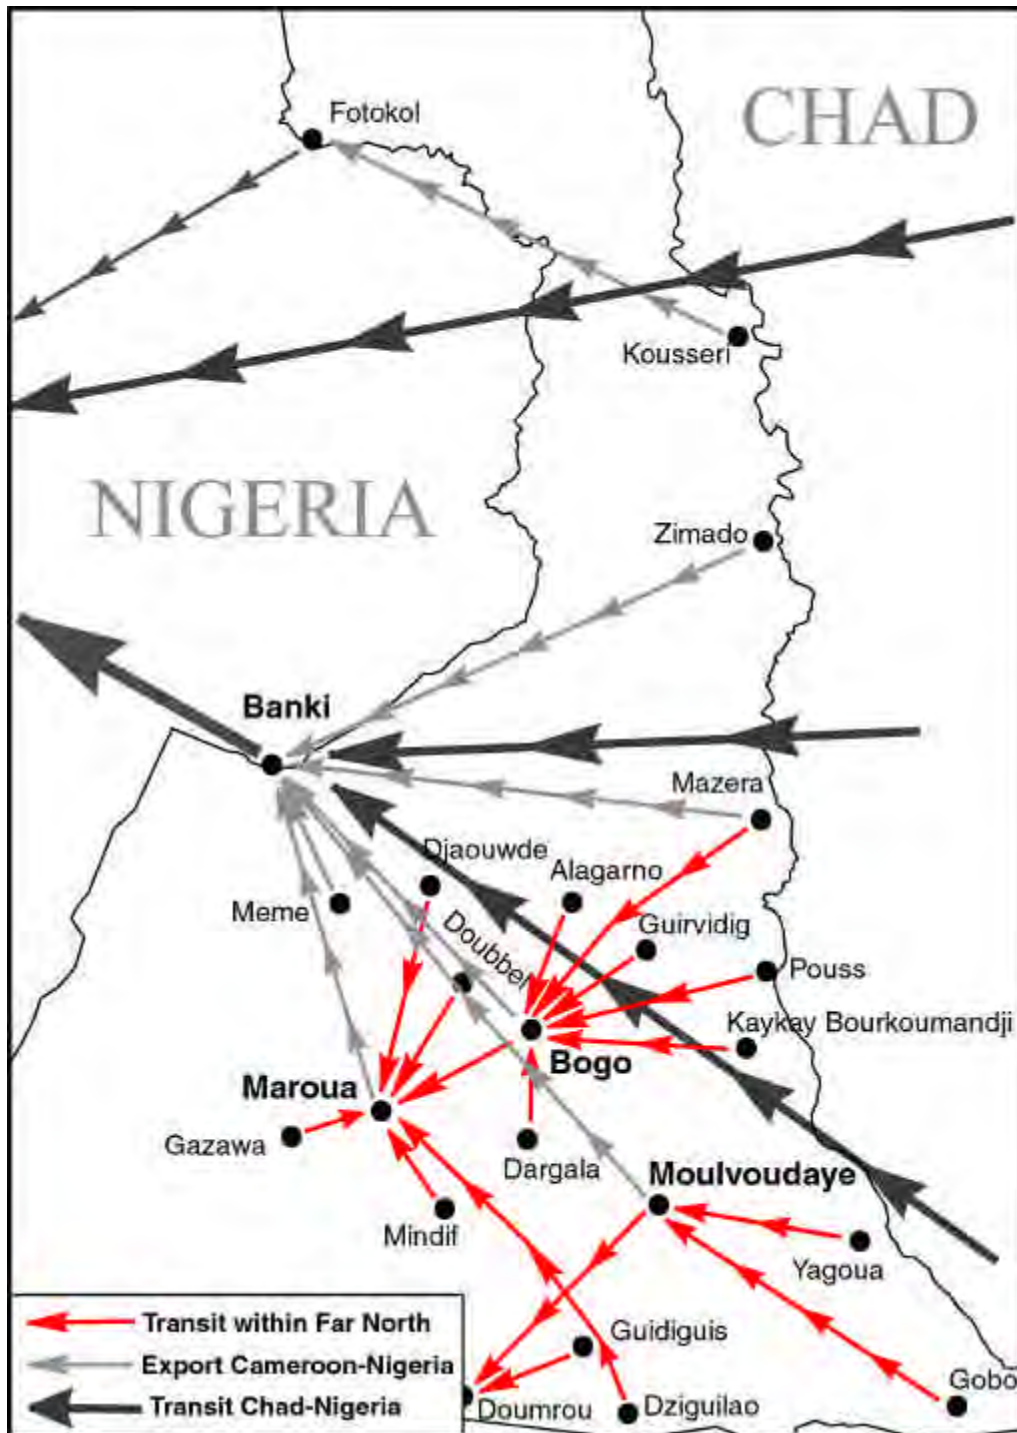 Fotokol
CHAD
Kousseri
NIGERIA
Zimado
Banki
Mazera
Djaouwde
Alagarno
Meme
Doubbel
Guirvidig
Pouss
Kaykay Bourkoumandji
Bogo
Maroua
Gazawa
Dargala
Moulvoudaye
Mindif
Yagoua
Transit within Far North
Guidiguis
Export Cameroon-Nigeria
Gobo
Transit Chad-Nigeria
Doumrou
Dziguilao